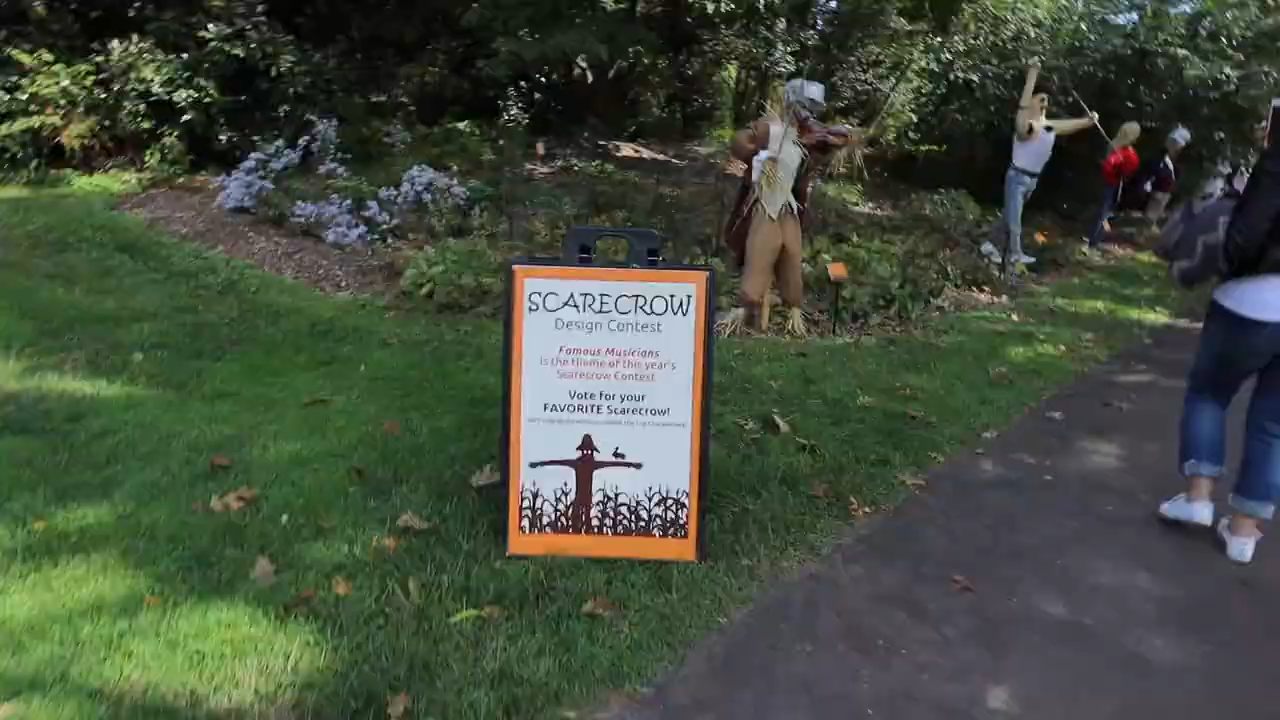 SCARECROW
Design Contest
Famous Musicians
is the theme of this year's
Scarecrow Contest
Vote for your
FAVORITE Scarecrow!